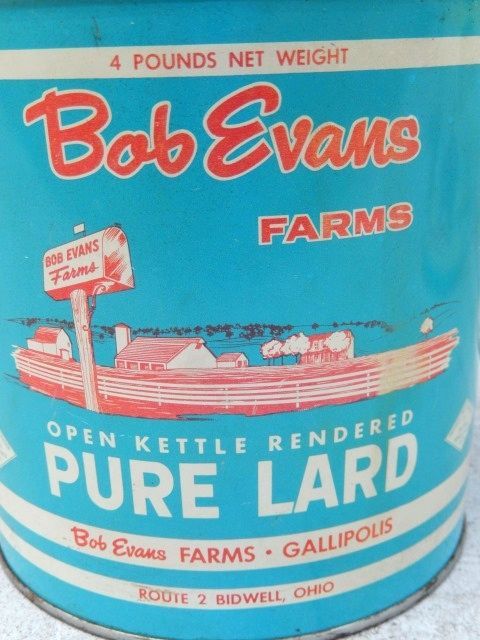 4 POUNDS NET WEIGHT
Bob Evans
FARMS
BOB EVANS
Farms
OPEN KETTLE RENDERED
PURE LARD
Bob Evans FARMS • GALLIPOLIS
ROUTE 2 BIDWELL, OHIO